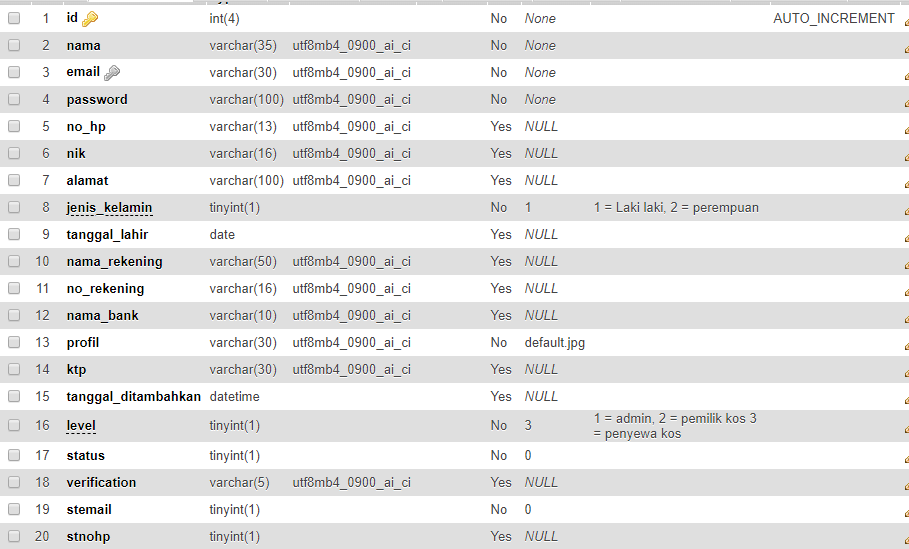 1 id int(4) No None AUTO_INCREMENT
2 nama varchar(35) utf8mb4_0900_ai_ci No None
3 email varchar(30) utf8mb4_0900_ai_ci No None
4 password varchar(100) utf8mb4_0900_ai_ci No None
5 no_hp varchar(13) utf8mb4_0900_ai_ci Yes NULL
6 nik varchar(16) utf8mb4_0900_ai_ci Yes NULL
7 alamat varchar(100) utf8mb4_0900_ai_ci Yes NULL
8 jenis_kelamin tinyint(1) No 1 1 = Laki laki, 2 = perempuan
9 tanggal_lahir date Yes NULL
10 nama_rekening varchar(50) utf8mb4_0900_ai_ci Yes NULL
11 no_rekening varchar(16) utf8mb4_0900_ai_ci Yes NULL
12 nama_bank varchar(10) utf8mb4_0900_ai_ci Yes NULL
13 profil varchar(30) utf8mb4_0900_ai_ci No default.jpg
14 ktp varchar(30) utf8mb4_0900_ai_ci Yes NULL
15 tanggal_ditambahkan datetime Yes NULL
16 level tinyint(1) No 3 1 = admin, 2 = pemilik kos 3
= penyewa kos
17 status tinyint(1) No 0
18 verification varchar(5) utf8mb4_0900_ai_ci Yes NULL
19 stemail tinyint(1) No 0
20 stnohp tinyint(1) Yes NULL